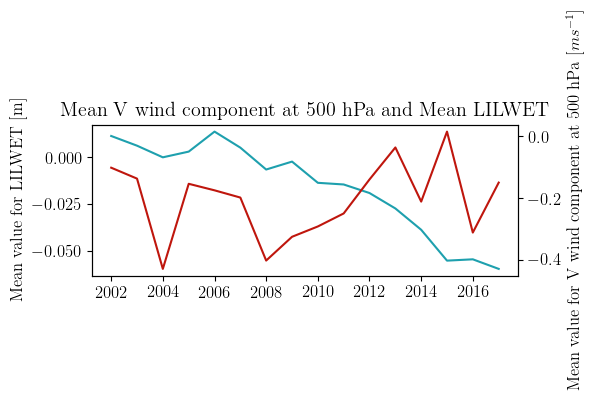 Mean V wind component at 500 hPa and Mean LILWET
Mean value for LILWET [m]
0.000
−0.025
−0.050
2002 2004 2006 2008 2010 2012 2014 2016
0.0
−0.2
−0.4
Mean value for V wind component at 500 hPa [ms⁻¹]